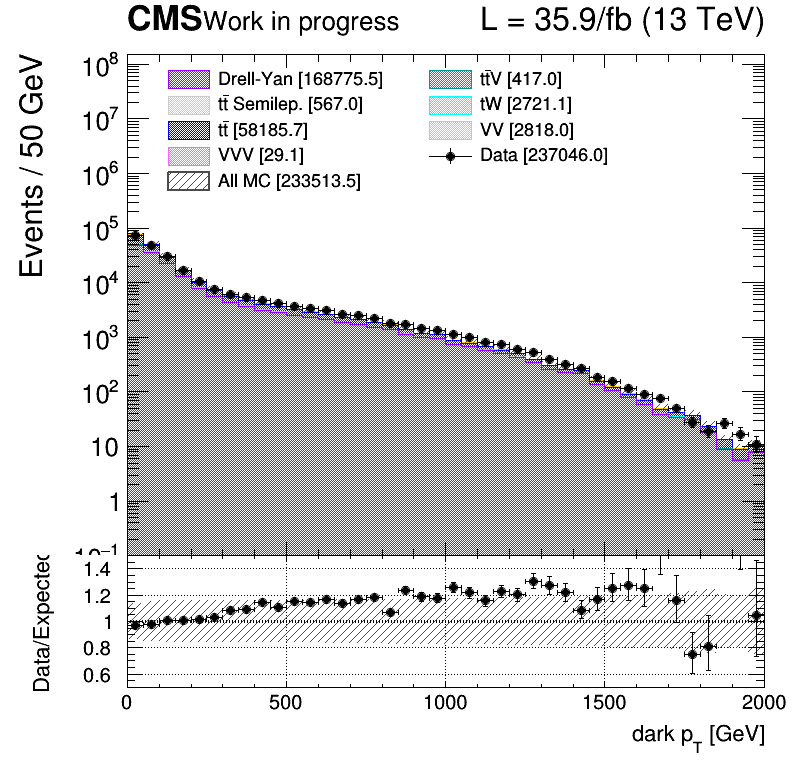 CMS Work in progress L = 35.9/fb (13 TeV)
Events / 50 GeV
10⁸
10⁷
10⁶
10⁵
10⁴
10³
10²
10
1
10⁻¹
Drell-Yan [168775.5]
tt̄ Semilep. [567.0]
tt̄ [58185.7]
VVV [29.1]
All MC [233513.5]
tt̄V [417.0]
tW [2721.1]
VV [2818.0]
Data [237046.0]
Data/Expected
1.4
1.2
1
0.8
0.6
0 500 1000 1500 2000
dark p_T [GeV]